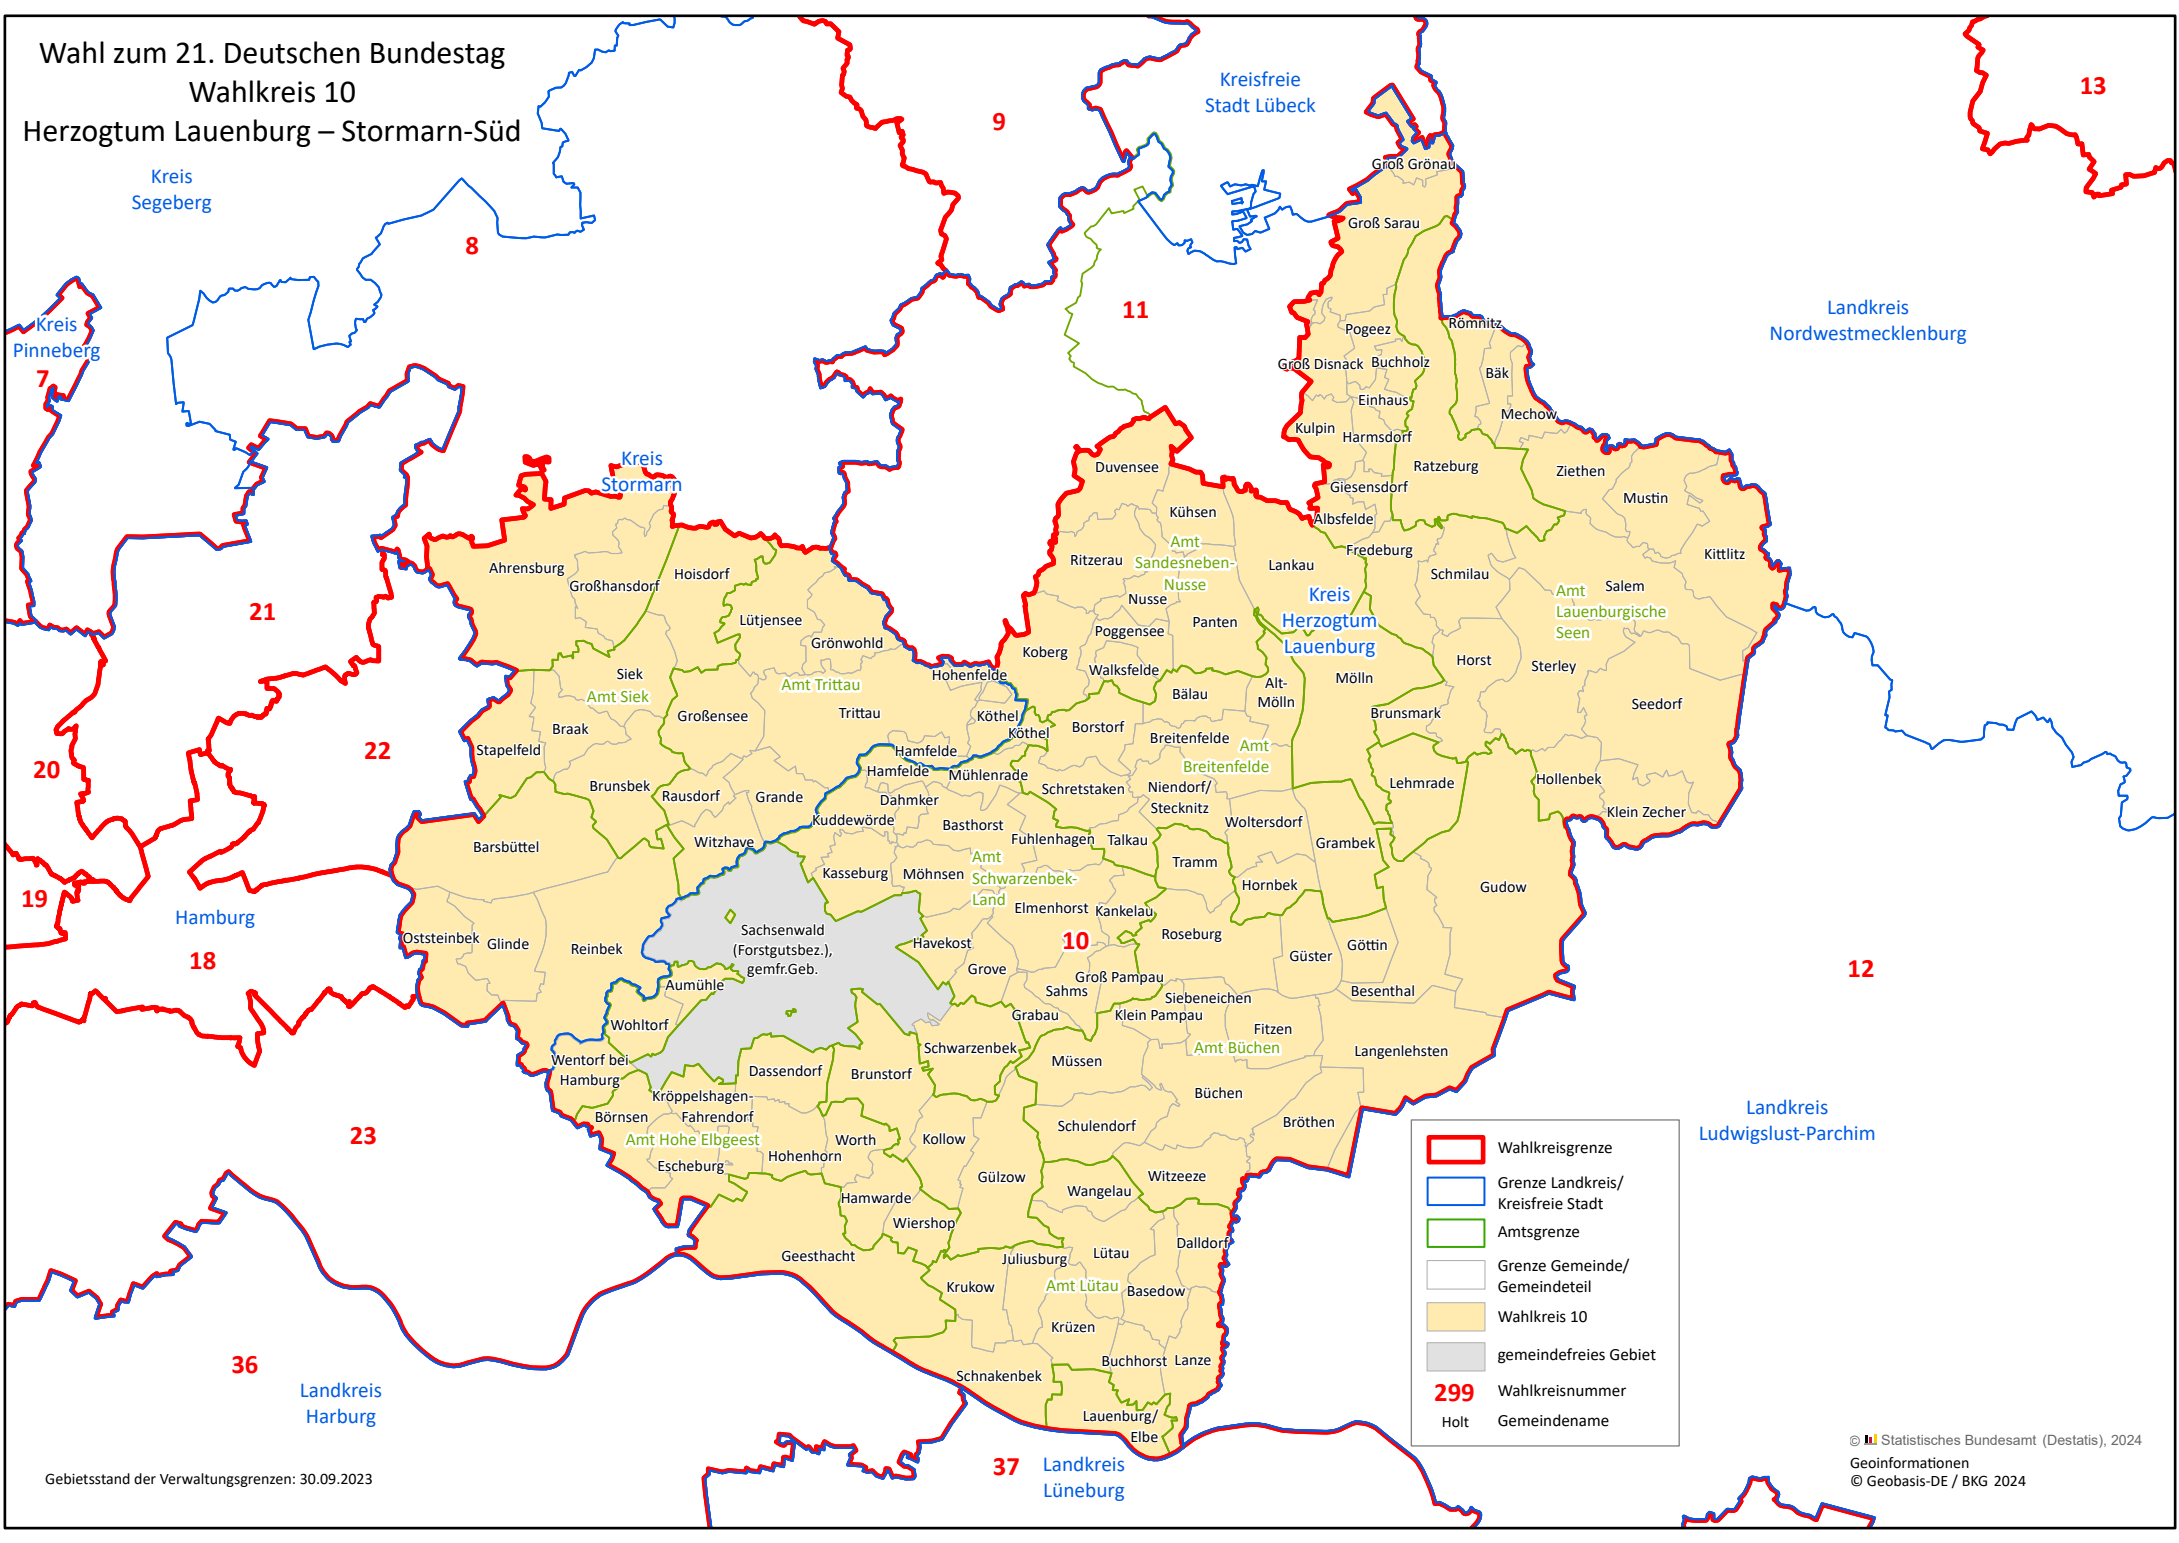 Wahl zum 21. Deutschen Bundestag
Wahlkreis 10
Herzogtum Lauenburg – Stormarn-Süd
Kreis
Segeberg
8
9
Kreisfreie
Stadt Lübeck
13
11
Kreis
Pinneberg
7
Landkreis
Nordwestmecklenburg
Groß Grönau
Groß Sarau
Pogeez
Römnitz
Groß Disnack
Buchholz
Bäk
Einhaus
Mechow
Kulpin
Harmsdorf
Ratzeburg
Ziethen
Giesensdorf
Mustin
Albsfelde
Kittlitz
Fredeburg
Schmilau
Salem
Amt
Lauenburgische
Seen
Horst
Sterley
Seedorf
Brunsmark
Hollenbek
Klein Zecher
Lehmrade
Gudow
Kreis
Stormarn
Duvensee
Kühsen
Amt
Sandesneben-
Nusse
Ritzerau
Lankau
Nusse
Poggensee
Panten
Koberg
Walksfelde
Kreis
Herzogtum
Lauenburg
Mölln
Alt-
Mölln
Bälau
Borstorf
Breitenfelde
Amt
Breitenfelde
Schretstaken
Niendorf/
Stecknitz
Woltersdorf
Grambek
Talkau
Tramm
Hornbek
Ahrensburg
Großhansdorf
Hoisdorf
Lütjensee
Grönwohld
Siek
Amt Siek
Amt Trittau
Hohenfelde
Großensee
Trittau
Köthel
Köthel
Braak
Stapelfeld
Hamfelde
Hamfelde
Mühlenrade
Brunsbek
Rausdorf
Grande
Dahmker
Kuddewörde
Basthorst
Fuhlenhagen
Barsbüttel
Witzhave
Kasseburg
Möhnsen
Amt
Schwarzenbek-
Land
Elmenhorst
Kankelau
10
Oststeinbek
Glinde
Reinbek
Sachsenwald
(Forstgutsbez.),
gemfr.Geb.
Havekost
Grove
Roseburg
Göttin
Güster
Groß Pampau
Sahms
Besenthal
Aumühle
Siebeneichen
Klein Pampau
Grabau
Wohltorf
Fitzen
Amt Büchen
Langenlehsten
Schwarzenbek
Müssen
Wentorf bei
Hamburg
Dassendorf
Brunstorf
Büchen
Kröppelshagen-
Fahrendorf
Börnsen
Bröthen
Schulendorf
Amt Hohe Elbgeest
Worth
Kollow
Hohenhorn
Escheburg
Gülzow
Witzeeze
Wangelau
Hamwarde
Wiershop
Geesthacht
Dalldorf
Lütau
Juliusburg
Krukow
Amt Lütau
Basedow
Krüzen
Buchhorst
Lanze
Schnakenbek
Lauenburg/
Elbe
21
22
20
19
Hamburg
18
23
36
Landkreis
Harburg
37
Landkreis
Lüneburg
12
Landkreis
Ludwigslust-Parchim
Wahlkreisgrenze
Grenze Landkreis/
Kreisfreie Stadt
Amtsgrenze
Grenze Gemeinde/
Gemeindeteil
Wahlkreis 10
gemeindefreies Gebiet
299 Wahlkreisnummer
Holt Gemeindename
Gebietsstand der Verwaltungsgrenzen: 30.09.2023
© Statistisches Bundesamt (Destatis), 2024
Geoinformationen
© Geobasis-DE / BKG 2024